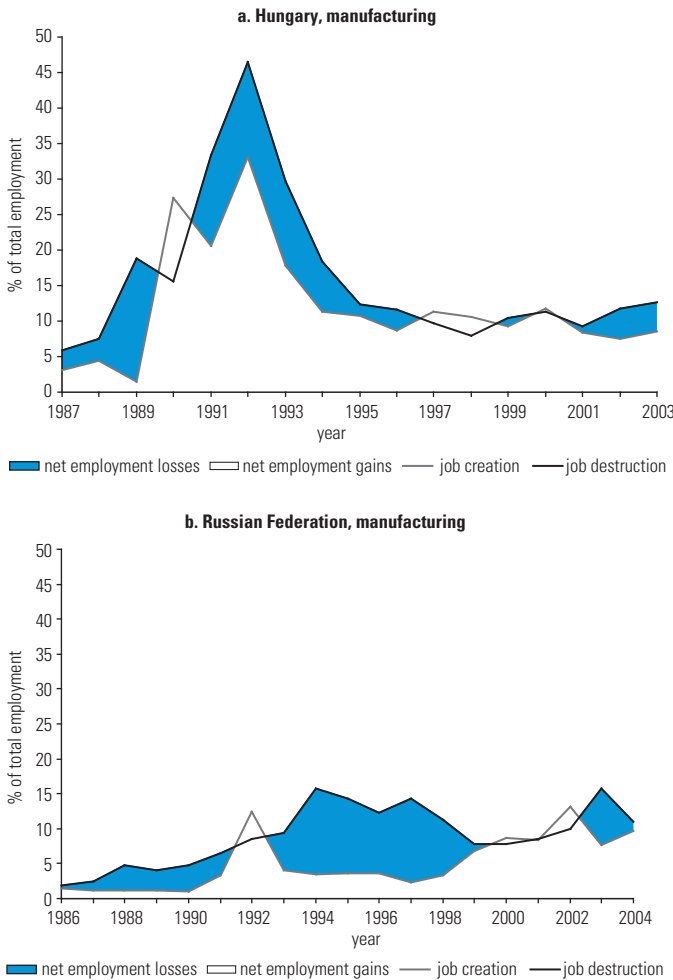 a. Hungary, manufacturing
50
45
40
35
30
25
20
15
10
5
0
% of total employment
1987 1989 1991 1993 1995 1997 1999 2001 2003
year
net employment losses net employment gains job creation job destruction
b. Russian Federation, manufacturing
50
45
40
35
30
25
20
15
10
5
0
% of total employment
1986 1988 1990 1992 1994 1996 1998 2000 2002 2004
year
net employment losses net employment gains job creation job destruction